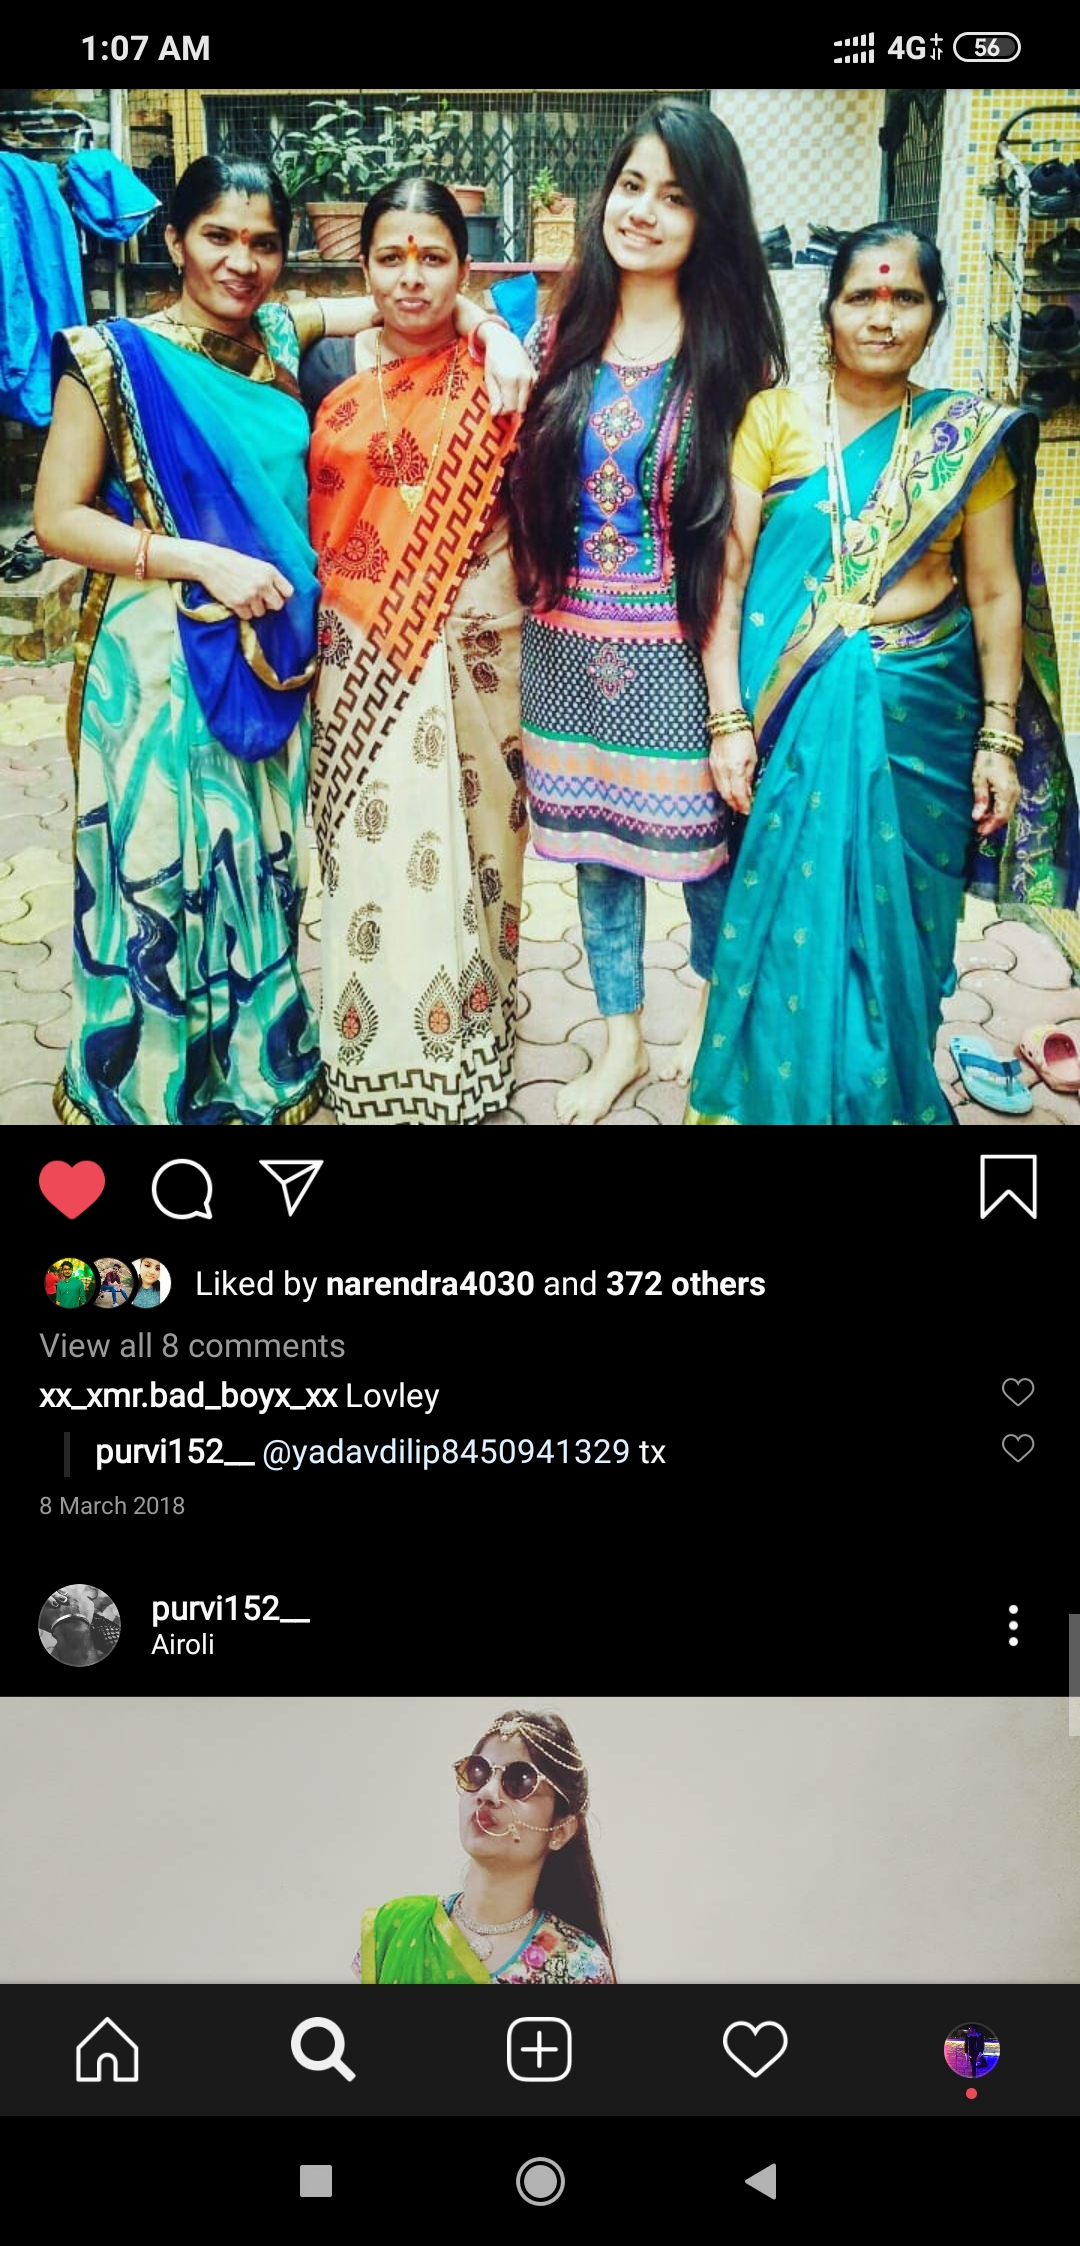 1:07 AM
4G+ 56
Liked by narendra4030 and 372 others
View all 8 comments
xx_xmr.bad_boyx_xx Lovley
purvi152__ @yadavdilip8450941329 tx
8 March 2018
purvi152__
Airoli